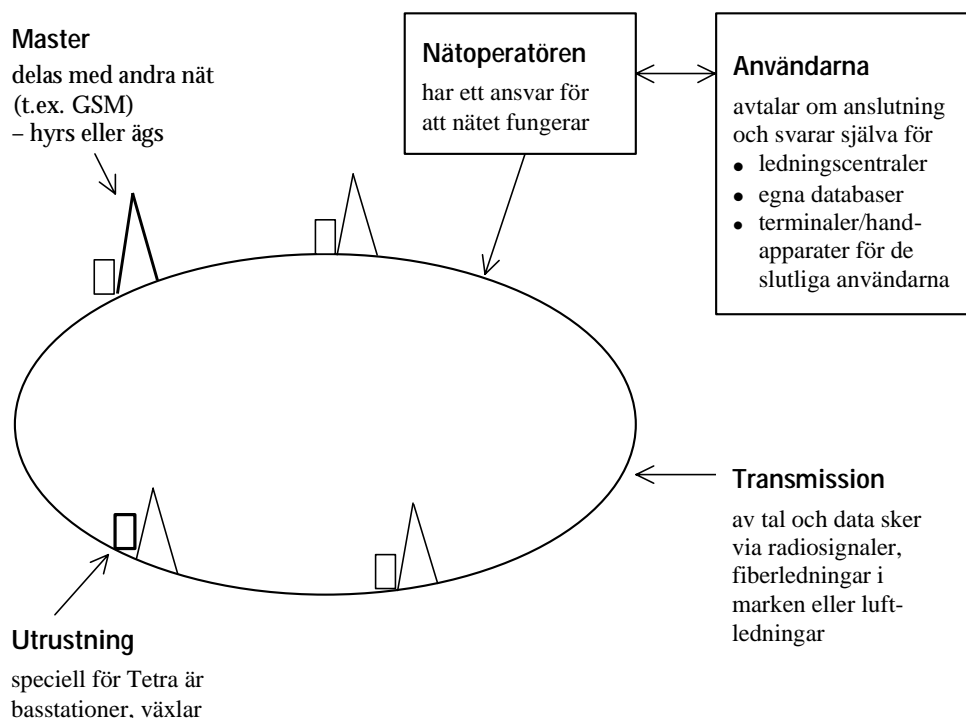 Master
delas med andra nät
(t.ex. GSM)
– hyrs eller ägs
Nätoperatören
har ett ansvar för
att nätet fungerar
Användarna
avtalar om anslutning
och svarar själva för
• ledningscentraler
• egna databaser
• terminaler/hand-
apparater för de
slutliga användarna
Transmission
av tal och data sker
via radiosignaler,
fiberledningar i
marken eller luft-
ledningar
Utrustning
speciell för Tetra är
basstationer, växlar